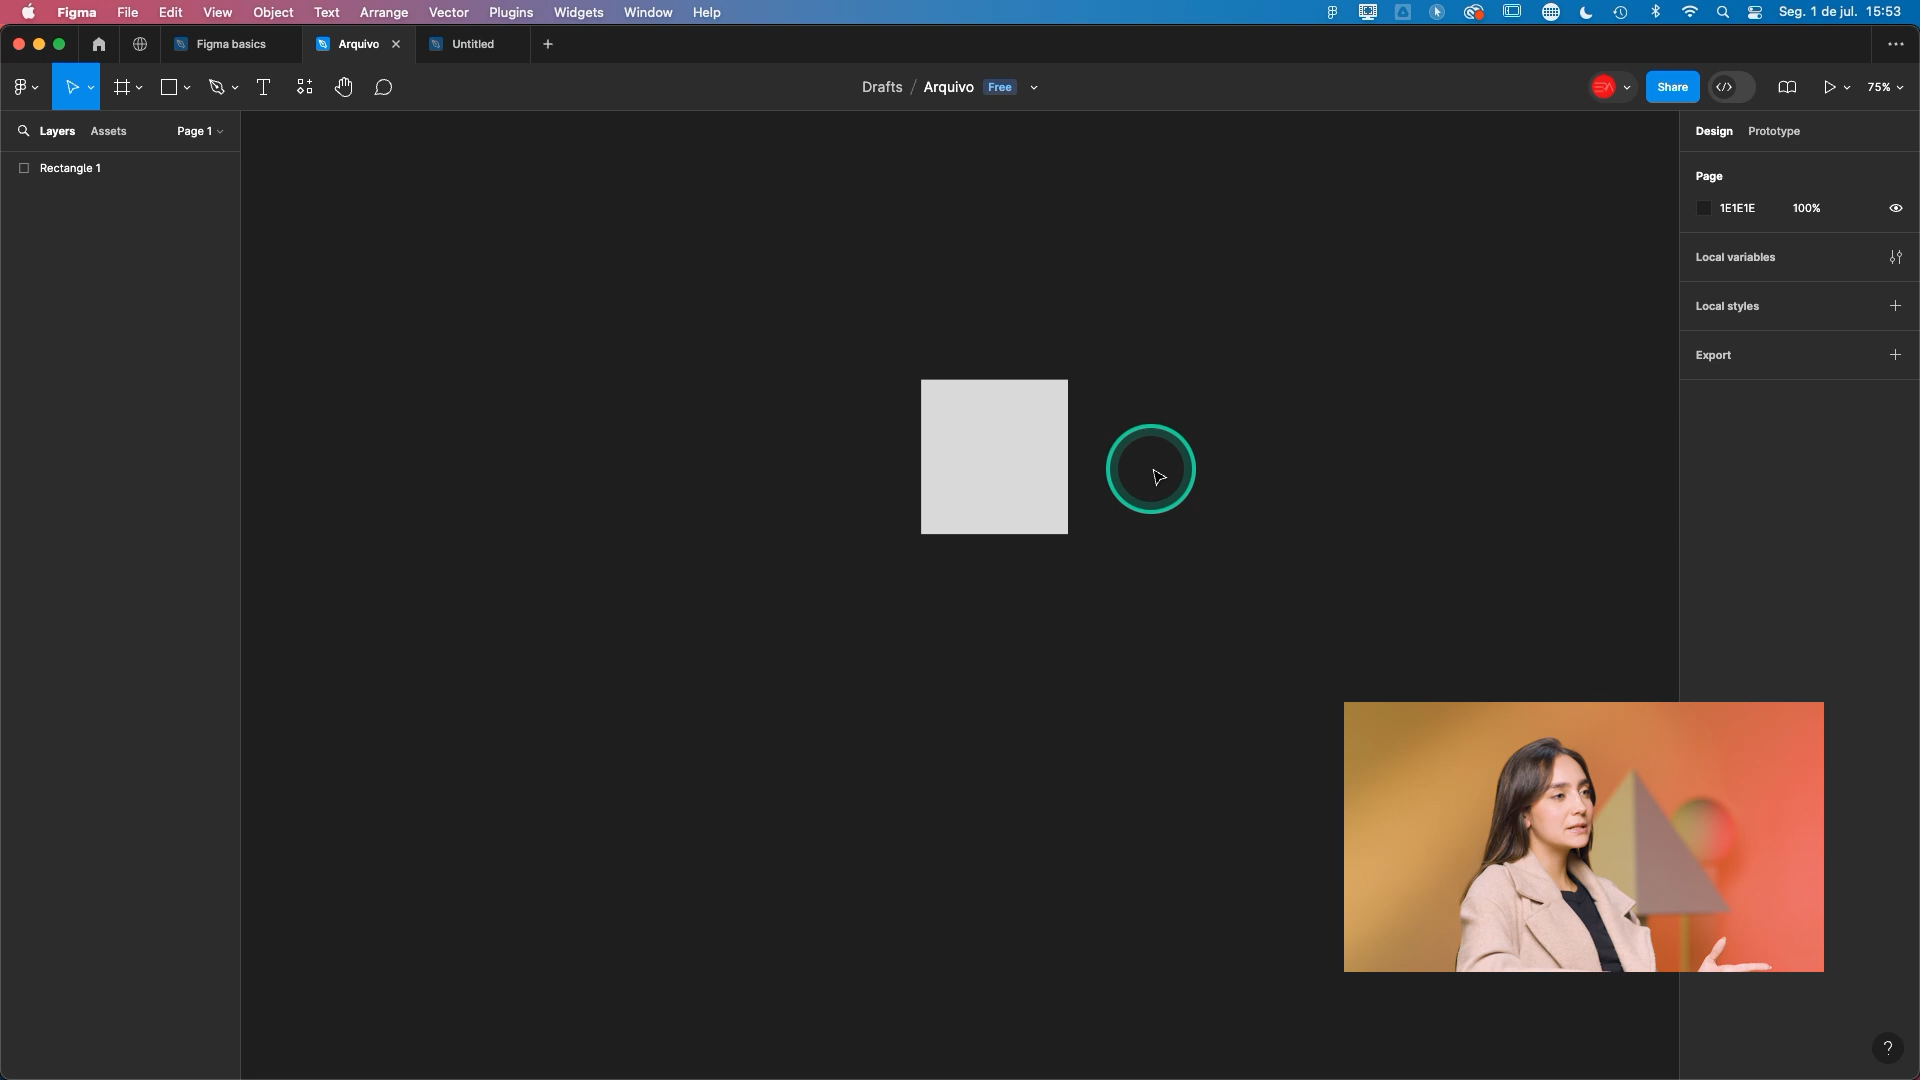 Figma File Edit View Object Text Arrange Vector Plugins Widgets Window Help
Seg. 1 de jul. 15:53
Figma basics
Arquivo
Untitled
Drafts / Arquivo Free
Share
75%
Layers Assets Page 1
Rectangle 1
Design Prototype
Page
1E1E1E 100%
Local variables
Local styles
Export
?